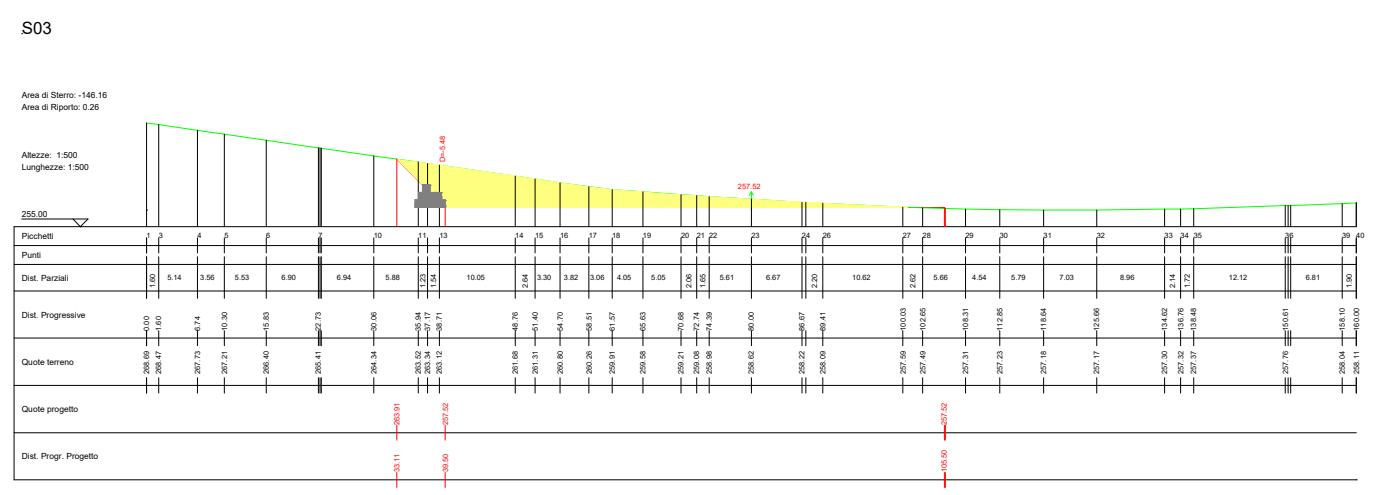 S03
Area di Sterro: -146.16
Area di Riporto: 0.26
Altezze: 1:500
Lunghezze: 1:500
D=-5.48
257.52
255.00
Picchetti 1 3 4 5 6 7 10 11 13 14 15 16 17 18 19 20 21 22 23 24 26 27 28 29 30 31 32 33 34 35 36 39 40
Punti
Dist. Parziali 1.60 5.14 3.56 5.53 6.90 6.94 5.88 1.23 1.54 10.05 2.64 3.30 3.82 3.06 4.05 5.05 2.06 1.65 5.61 6.67 2.20 10.62 2.62 5.66 4.54 5.79 7.03 8.96 2.14 1.72 12.12 6.81 1.90
Dist. Progressive 0.00 1.60 6.74 10.30 15.83 22.73 30.06 35.94 37.17 38.71 48.76 51.40 54.70 58.51 61.57 65.63 70.68 72.74 74.39 80.00 86.67 89.41 100.03 102.65 108.31 112.85 118.64 125.66 134.62 136.76 138.48 150.61 158.10 160.00
Quote terreno 268.69 268.47 267.73 267.21 266.40 265.41 264.34 263.52 263.34 263.12 261.68 261.31 260.80 260.26 259.91 259.58 259.21 259.08 258.98 258.62 258.22 258.09 257.59 257.49 257.31 257.23 257.18 257.17 257.30 257.32 257.37 257.76 258.04 258.11
Quote progetto 263.91 257.52 257.52
Dist. Progr. Progetto 33.11 39.50 105.50